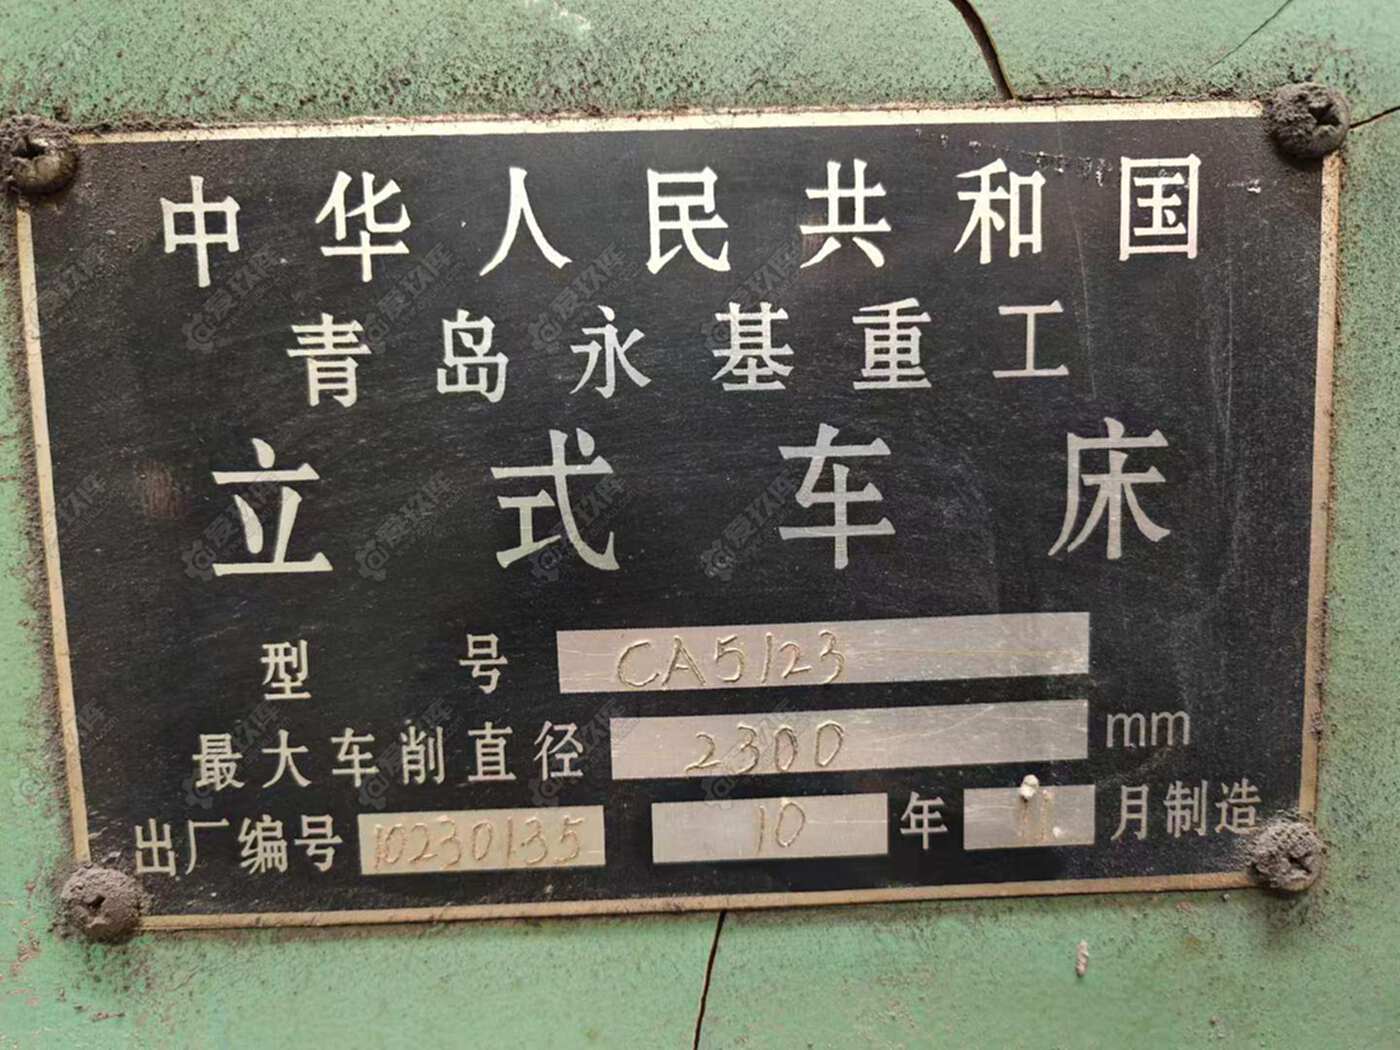 中华人民共和国
青岛永基重工
立式车床
型号 CA5123
最大车削直径 2300 mm
出厂编号 10230135 10 年 11 月制造